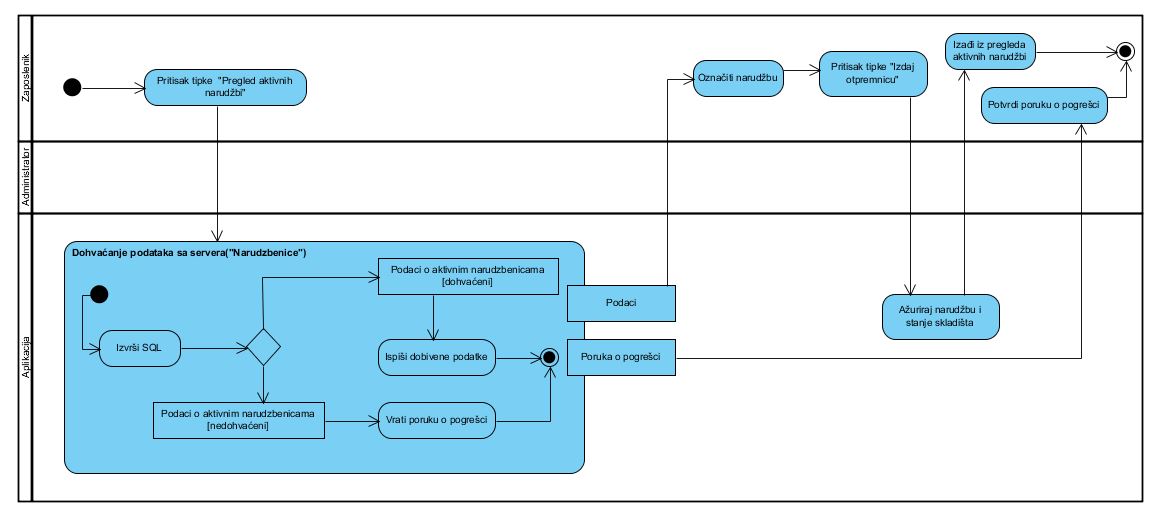 Zaposlenik
Pritisak tipke "Pregled aktivnih
narudžbi"
Označiti narudžbu
Pritisak tipke "Izdaj
otpremnicu"
Izađi iz pregleda
aktivnih narudžbi
Potvrdi poruku o pogrešci
Administrator
Aplikacija
Dohvaćanje podataka sa servera("Narudzbenice")
Izvrši SQL
Podaci o aktivnim narudzbenicama
[dohvaćeni]
Ispiši dobivene podatke
Podaci o aktivnim narudzbenicama
[nedohvaćeni]
Vrati poruku o pogrešci
Podaci
Poruka o pogrešci
Ažuriraj narudžbu i
stanje skladišta